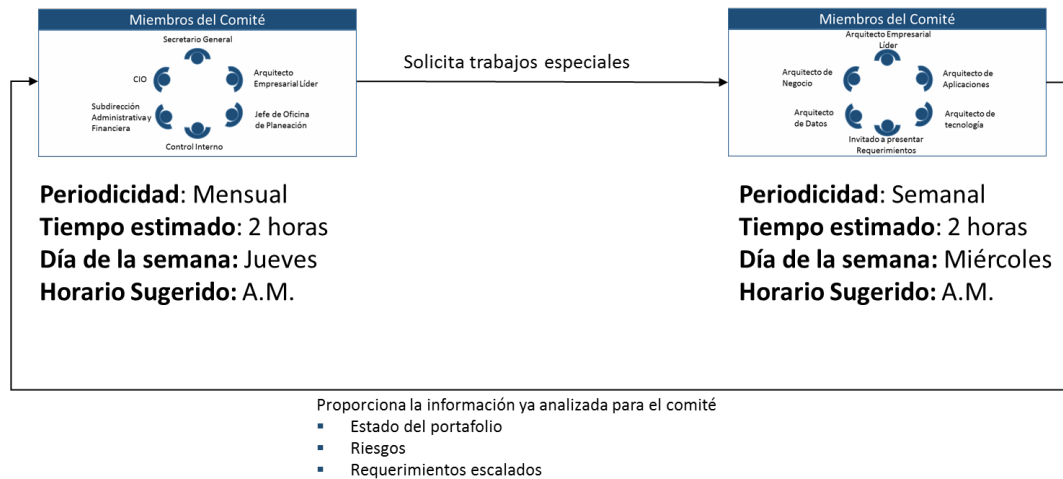 Miembros del Comité
Secretario General
CIO
Arquitecto
Empresarial Líder
Subdirección
Administrativa y
Financiera
Jefe de Oficina
de Planeación
Control Interno
Periodicidad: Mensual
Tiempo estimado: 2 horas
Día de la semana: Jueves
Horario Sugerido: A.M.
Solicita trabajos especiales
Miembros del Comité
Arquitecto Empresarial
Líder
Arquitecto de
Negocio
Arquitecto de
Aplicaciones
Arquitecto
de Datos
Arquitecto de
tecnología
Invitado a presentar
Requerimientos
Periodicidad: Semanal
Tiempo estimado: 2 horas
Día de la semana: Miércoles
Horario Sugerido: A.M.
Proporciona la información ya analizada para el comité
▪ Estado del portafolio
▪ Riesgos
▪ Requerimientos escalados